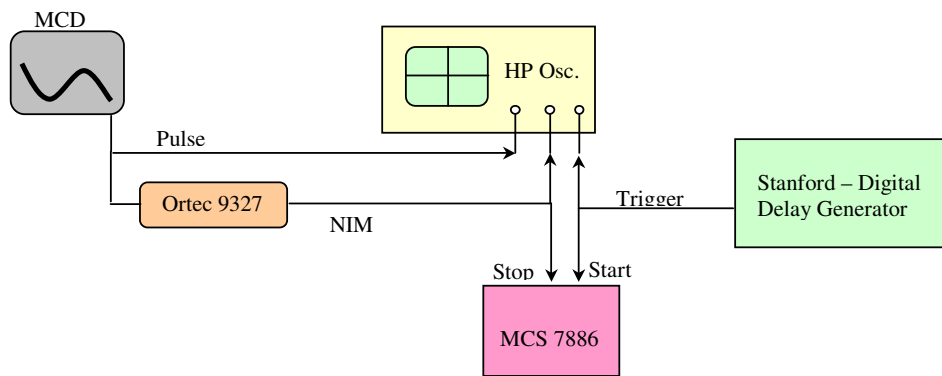 MCD
HP Osc.
Pulse
Ortec 9327
NIM
Trigger
Stanford – Digital
Delay Generator
Stop
Start
MCS 7886